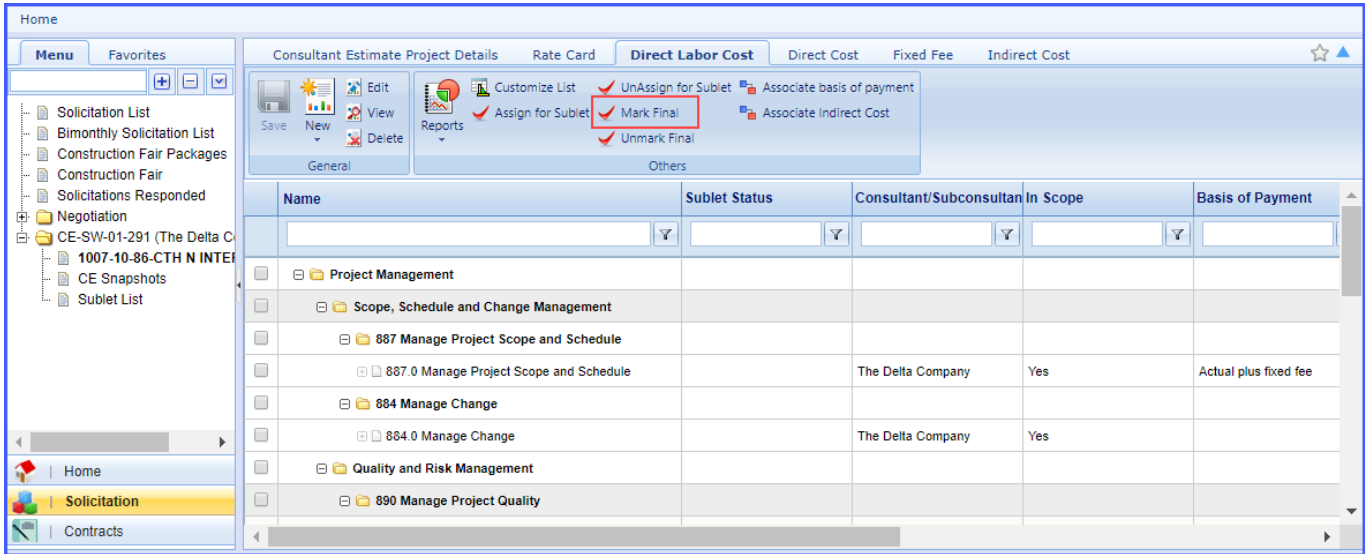 Home
Menu Favorites
Consultant Estimate Project Details Rate Card Direct Labor Cost Direct Cost Fixed Fee Indirect Cost
Save
New
Edit
View
Delete
General
Reports
Customize List
UnAssign for Sublet
Associate basis of payment
Assign for Sublet
Mark Final
Associate Indirect Cost
Unmark Final
Others
Solicitation List
Bimonthly Solicitation List
Construction Fair Packages
Construction Fair
Solicitations Responded
Negotiation
CE-SW-01-291 (The Delta C
1007-10-86-CTH N INTE
CE Snapshots
Sublet List
Home
Solicitation
Contracts
Name Sublet Status Consultant/Subconsultan In Scope Basis of Payment
Project Management
Scope, Schedule and Change Management
887 Manage Project Scope and Schedule
887.0 Manage Project Scope and Schedule The Delta Company Yes Actual plus fixed fee
884 Manage Change
884.0 Manage Change The Delta Company Yes
Quality and Risk Management
890 Manage Project Quality